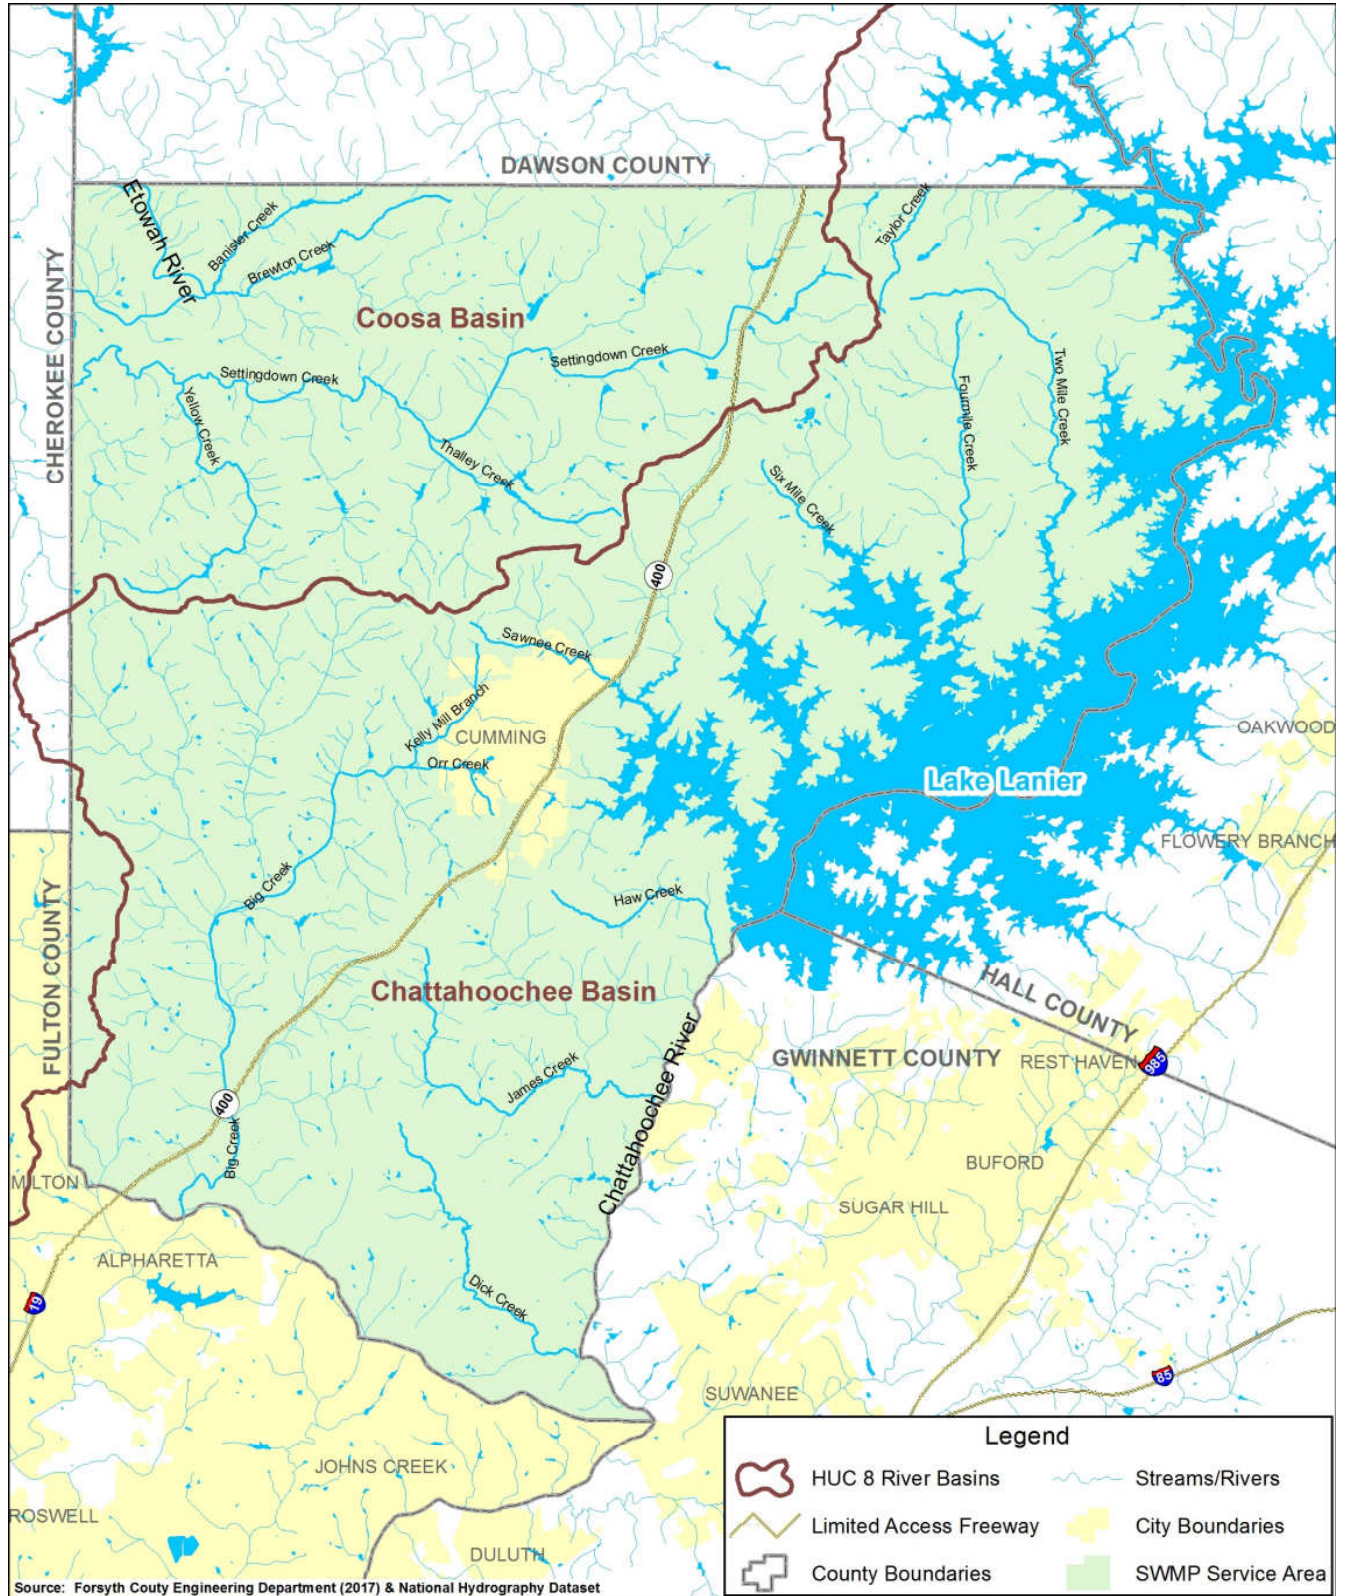 DAWSON COUNTY
Etowah River
Banister Creek
Brewton Creek
Taylor Creek
CHEROKEE COUNTY
Coosa Basin
Settingdown Creek
Settingdown Creek
Yellow Creek
Thalley Creek
Fourmile Creek
Two Mile Creek
Six Mile Creek
400
Sawnee Creek
Kelly Mill Branch
CUMMING
Orr Creek
OAKWOOD
Lake Lanier
FLOWERY BRANCH
Big Creek
Haw Creek
FULTON COUNTY
Chattahoochee Basin
HALL COUNTY
Chattahoochee River
GWINNETT COUNTY
REST HAVEN
985
James Creek
400
Big Creek
MILTON
BUFORD
SUGAR HILL
ALPHARETTA
19
Dick Creek
85
SUWANEE
JOHNS CREEK
ROSWELL
DULUTH
Legend
HUC 8 River Basins
Streams/Rivers
Limited Access Freeway
City Boundaries
County Boundaries
SWMP Service Area
Source: Forsyth Couty Engineering Department (2017) & National Hydrography Dataset